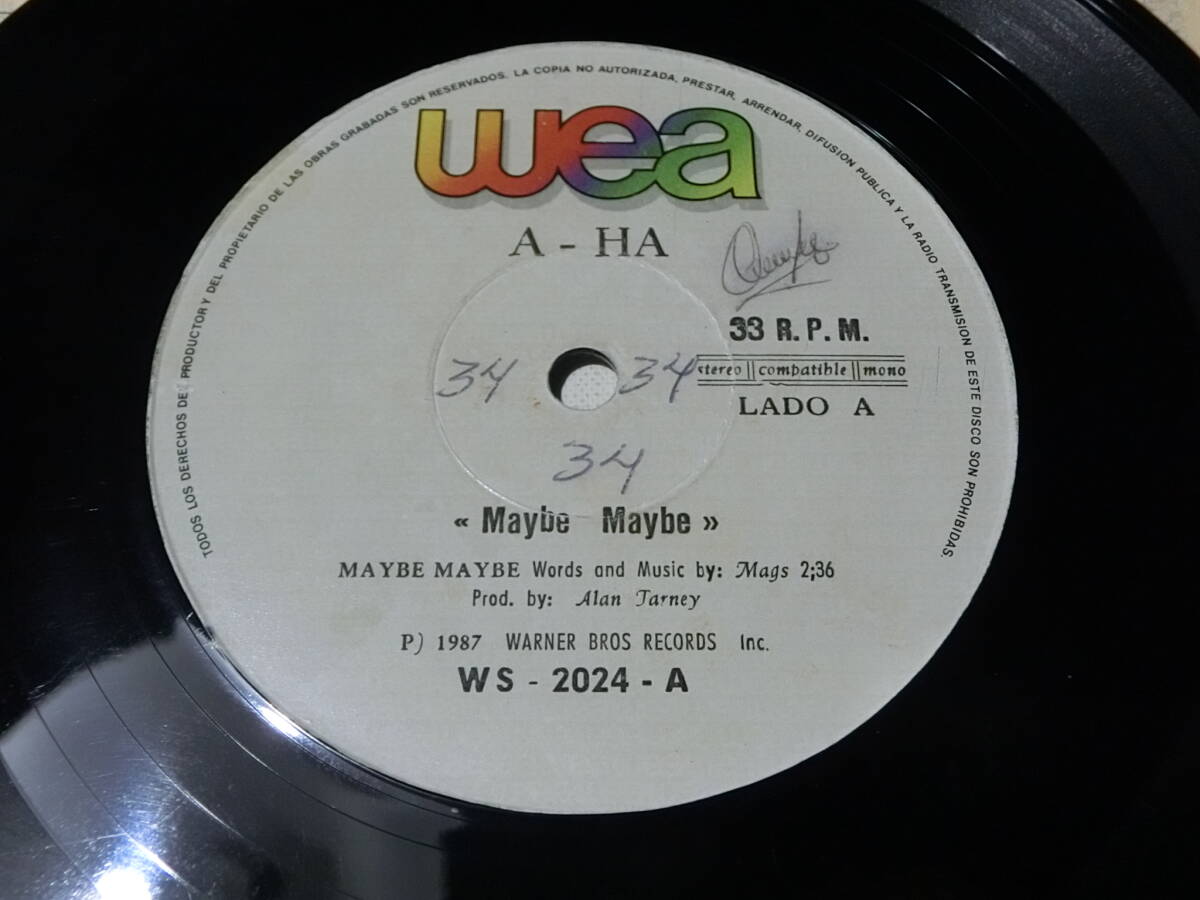 TODOS LOS DERECHOS DEL PRODUCTOR Y DEL PROPIETARIO DE LAS OBRAS GRABADAS SON RESERVADOS. LA COPIA NO AUTORIZADA, PRESTAR, ARRENDAR, DIFUSION PUBLICA Y LA RADIO TRANSMISION DE ESTE DISCO SON PROHIBIDAS.
wea
A - HA
33 R.P.M.
stereo || compatible || mono
LADO A
34 34
34
« Maybe Maybe »
MAYBE MAYBE Words and Music by: Mags 2;36
Prod. by: Alan Tarney
P) 1987 WARNER BROS RECORDS Inc.
WS - 2024 - A